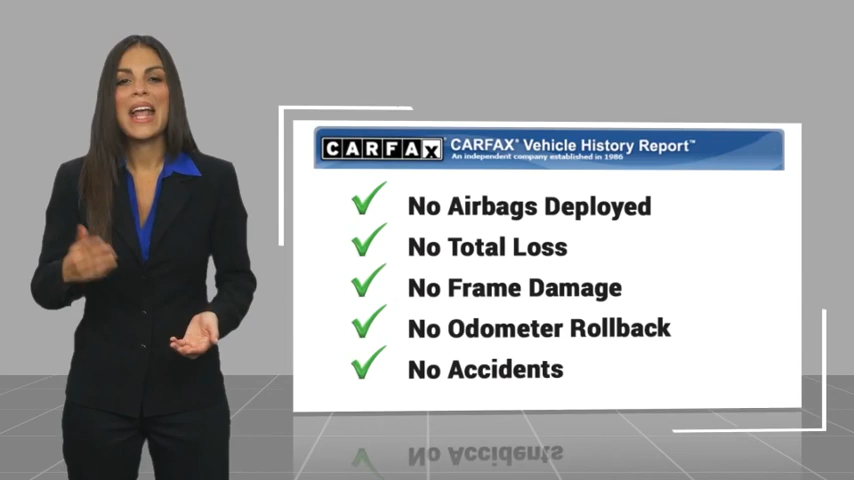 CARFAX
CARFAX® Vehicle History Report™
An independent company established in 1986
No Airbags Deployed
No Total Loss
No Frame Damage
No Odometer Rollback
No Accidents
No Accidents